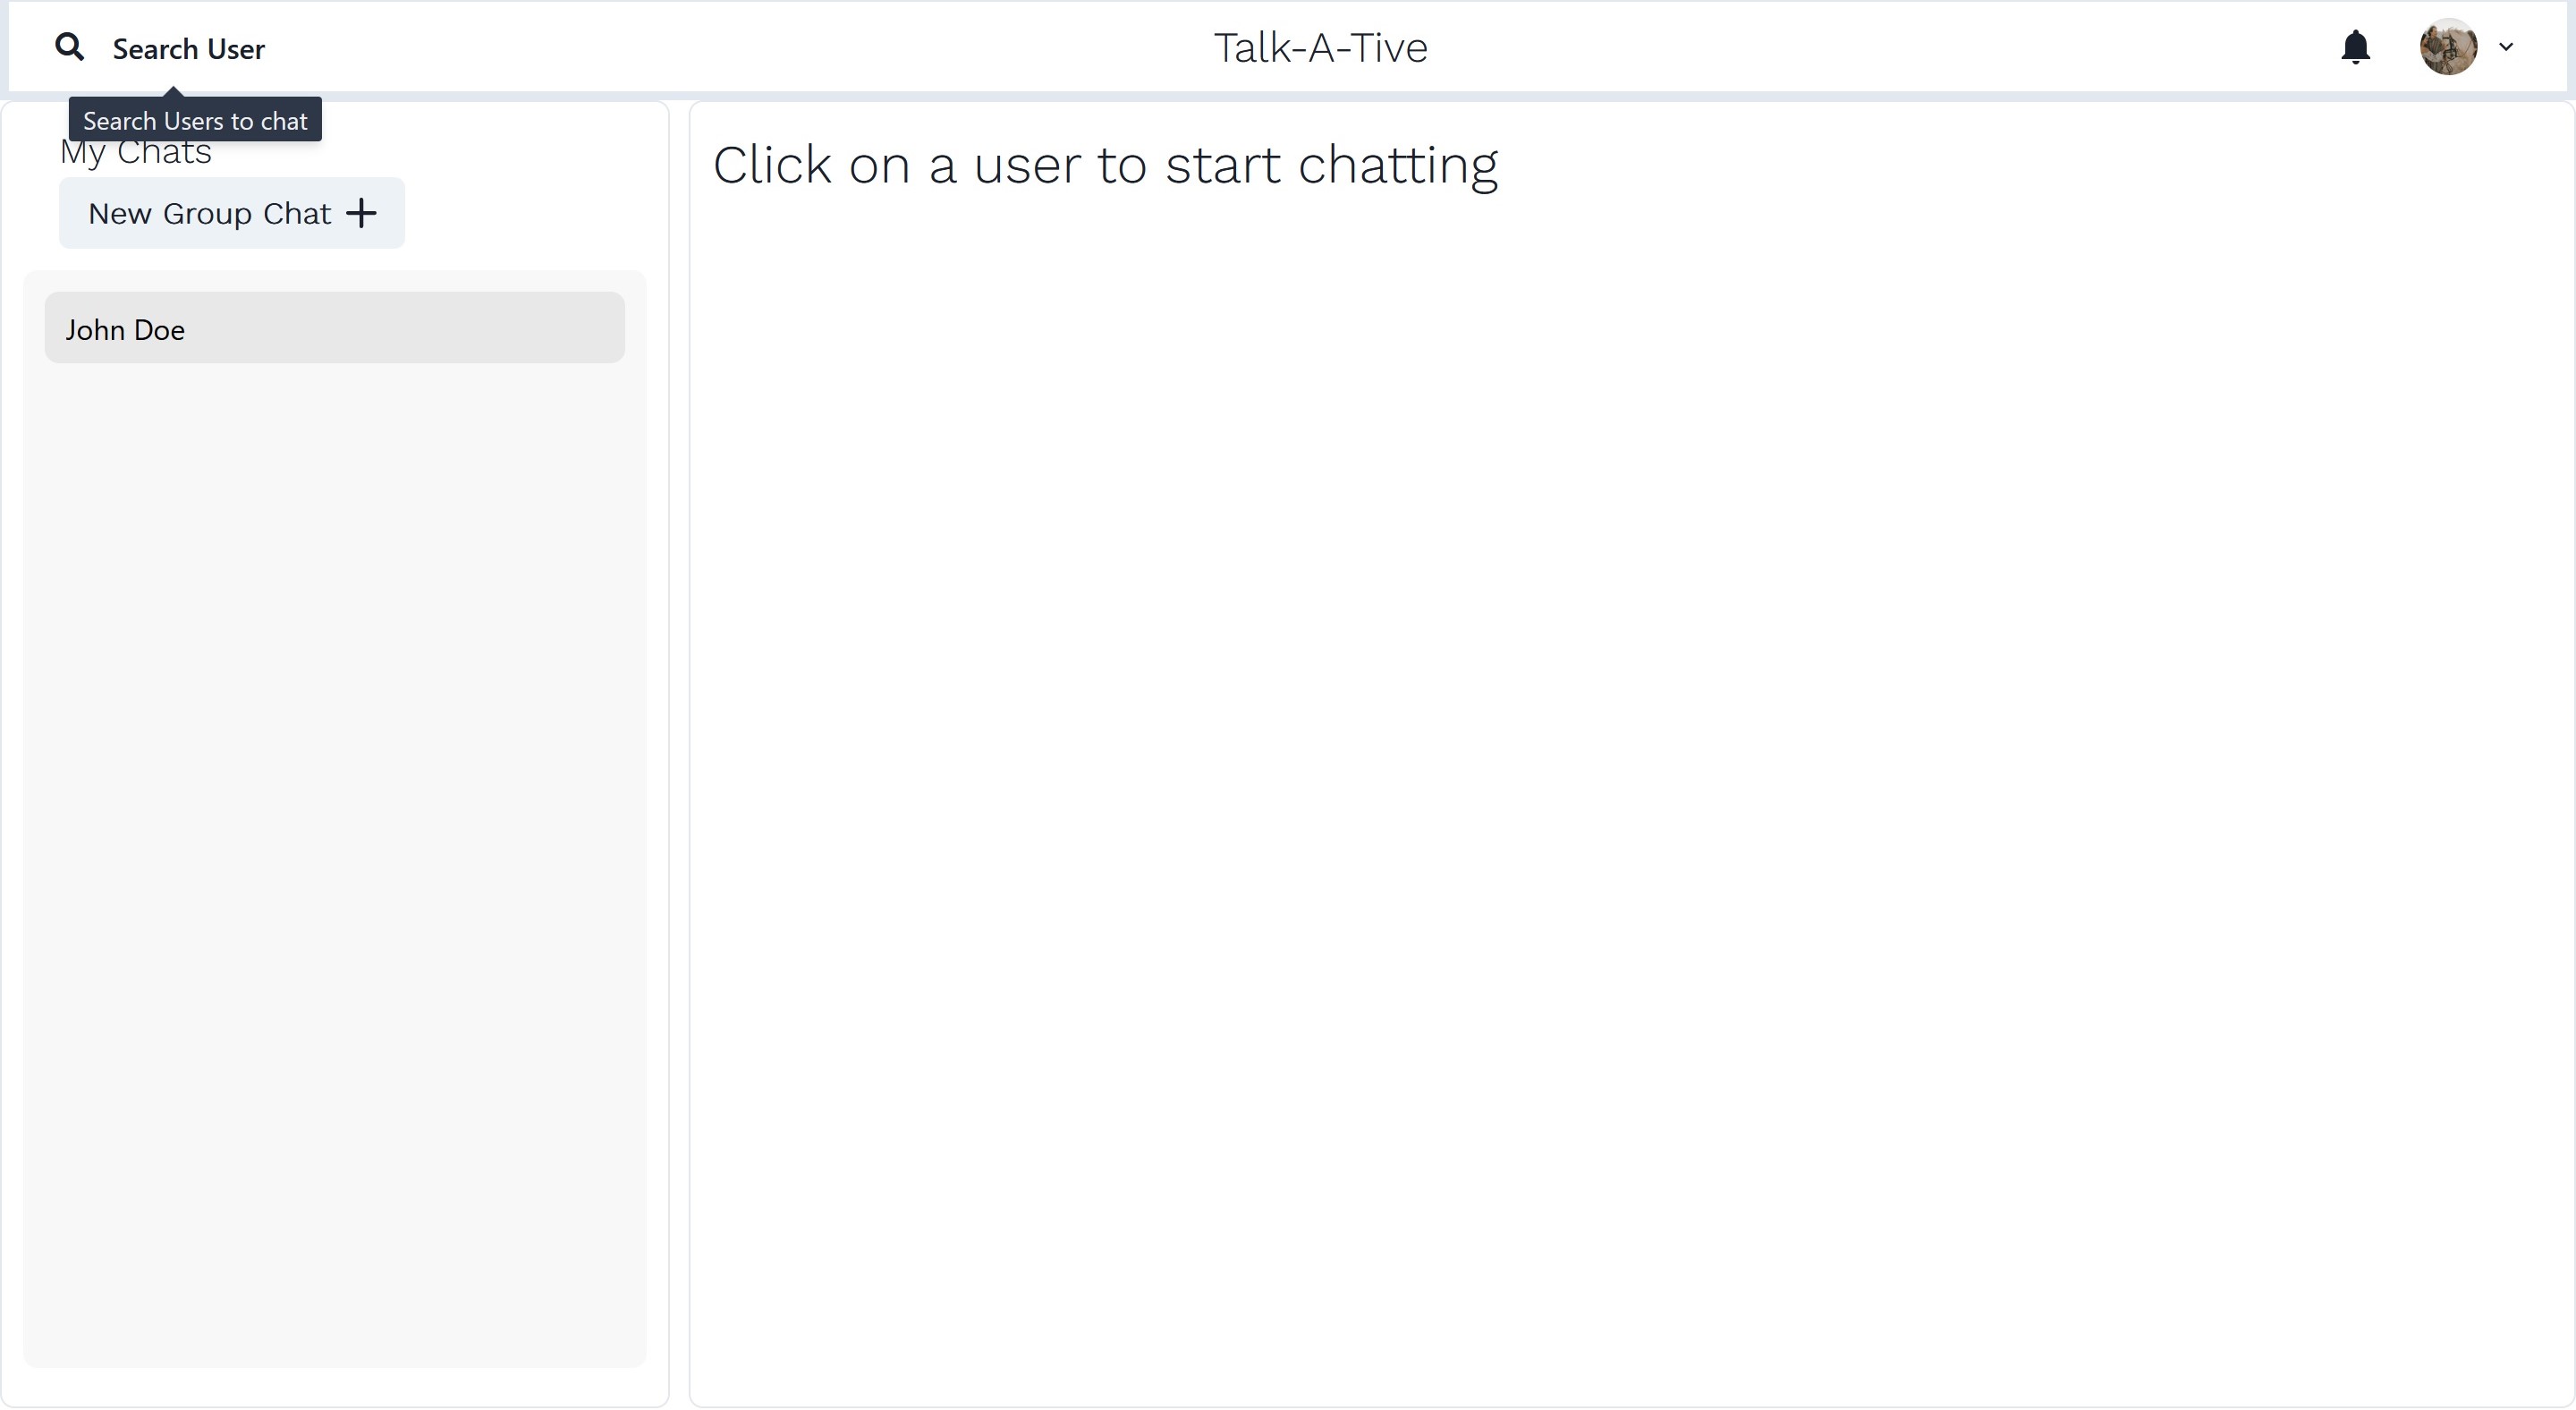 Search User
Talk-A-Tive
Search Users to chat
My Chats
New Group Chat
John Doe
Click on a user to start chatting